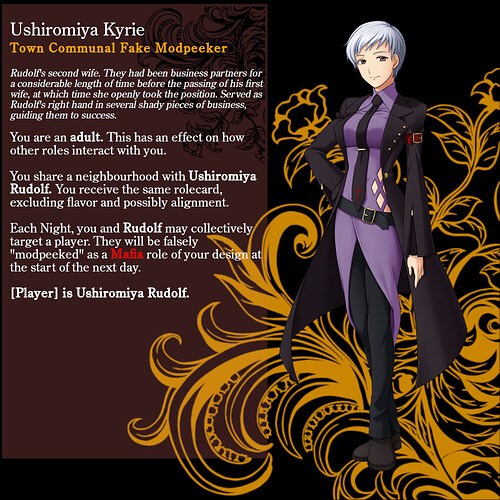 Ushiromiya Kyrie
Town Communal Fake Modpeeker
Rudolf's second wife. They had been business partners for
a considerable length of time before the passing of his first
wife, at which time she openly took the position. Served as
Rudolf's right hand in several shady pieces of business,
guiding them to success.
You are an adult. This has an effect on how
other roles interact with you.
You share a neighbourhood with Ushiromiya
Rudolf. You receive the same rolecard,
excluding flavor and possibly alignment.
Each Night, you and Rudolf may collectively
target a player. They will be falsely
"modpeeked" as a Mafia role of your design at
the start of the next day.
[Player] is Ushiromiya Rudolf.